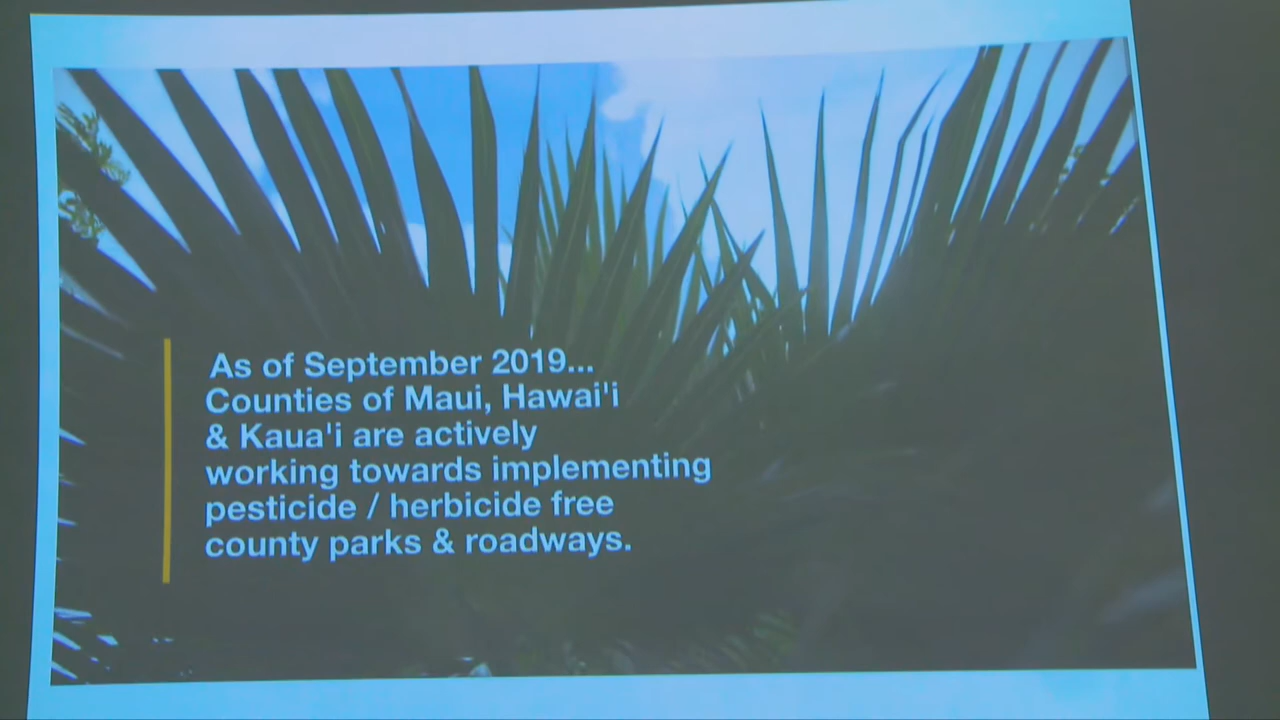 As of September 2019...
Counties of Maui, Hawai'i
& Kaua'i are actively
working towards implementing
pesticide / herbicide free
county parks & roadways.